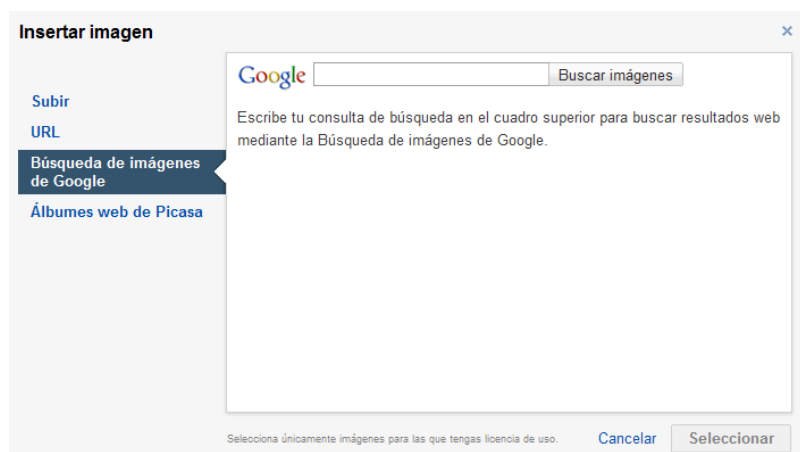 Insertar imagen
×
Subir
URL
Búsqueda de imágenes
de Google
Álbumes web de Picasa
Google
Buscar imágenes
Escribe tu consulta de búsqueda en el cuadro superior para buscar resultados web
mediante la Búsqueda de imágenes de Google.
Selecciona únicamente imágenes para las que tengas licencia de uso.
Cancelar
Seleccionar